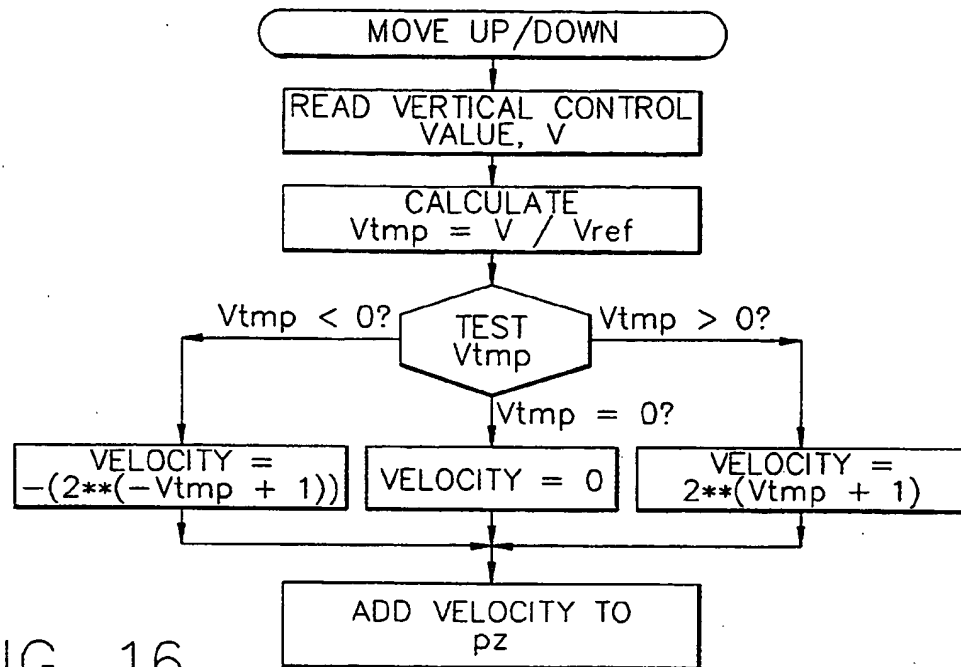 MOVE UP/DOWN
READ VERTICAL CONTROL
VALUE, V
CALCULATE
Vtmp = V / Vref
Vtmp < 0?
TEST
Vtmp
Vtmp > 0?
Vtmp = 0?
VELOCITY =
-(2**(-Vtmp + 1))
VELOCITY = 0
VELOCITY =
2**(Vtmp + 1)
ADD VELOCITY TO
pz
16